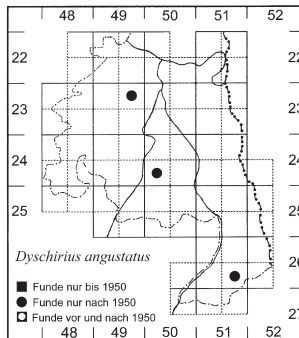 48 49 50 51 52
22 22
23 23
24 24
25 25
Dyschirius angustatus
Funde nur bis 1950
Funde nur nach 1950
Funde vor und nach 1950
26
27
48 49 50 51 52